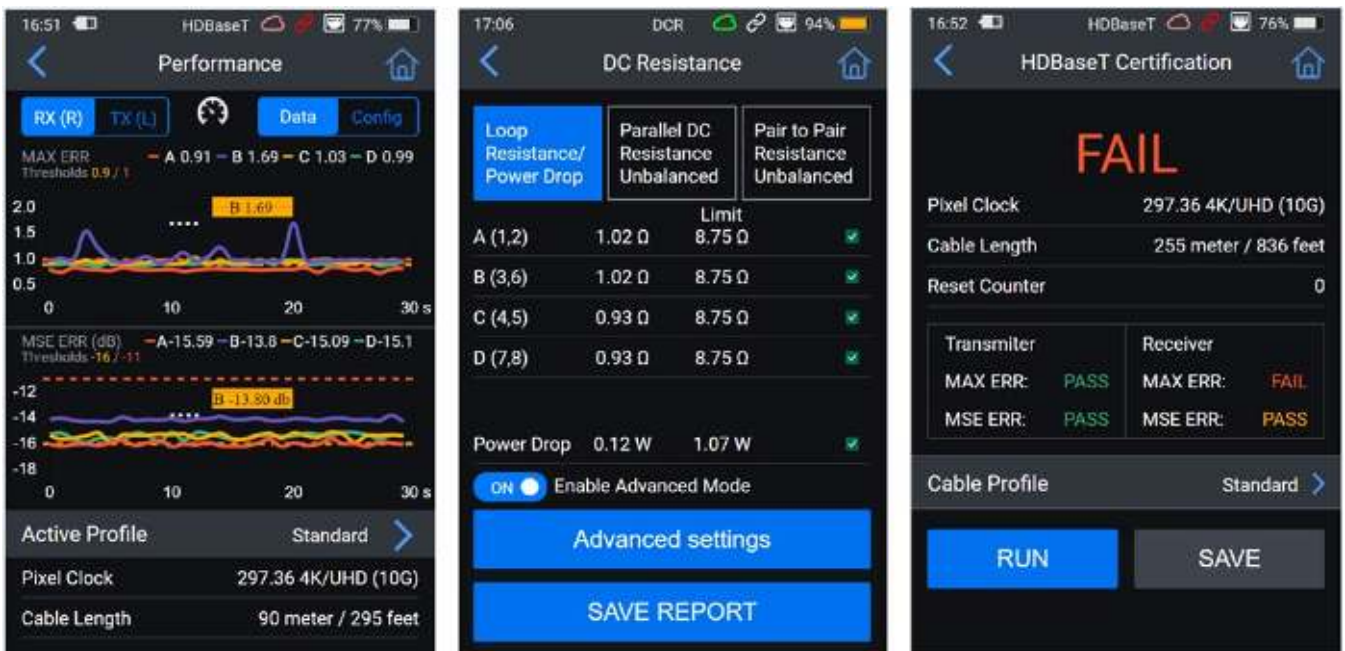 16:51 HDBaseT 77%
Performance
RX (R) TX (L) Data Config
MAX ERR A 0.91 B 1.69 C 1.03 D 0.99
Thresholds 0.9 / 1
B 1.69
2.0
1.5
1.0
0.5
0 10 20 30 s
MSE ERR (dB) A-15.59 B-13.8 C-15.09 D-15.1
Thresholds -16 / -11
-12
B -13.80 db
-14
-16
-18
0 10 20 30 s
Active Profile Standard
Pixel Clock 297.36 4K/UHD (10G)
Cable Length 90 meter / 295 feet
17:06 DCR 94%
DC Resistance
Loop
Resistance/
Power Drop
Parallel DC
Resistance
Unbalanced
Pair to Pair
Resistance
Unbalanced
Limit
A (1,2) 1.02 Ω 8.75 Ω
B (3,6) 1.02 Ω 8.75 Ω
C (4,5) 0.93 Ω 8.75 Ω
D (7,8) 0.93 Ω 8.75 Ω
Power Drop 0.12 W 1.07 W
ON Enable Advanced Mode
Advanced settings
SAVE REPORT
16:52 HDBaseT 76%
HDBaseT Certification
FAIL
Pixel Clock 297.36 4K/UHD (10G)
Cable Length 255 meter / 836 feet
Reset Counter 0
Transmiter Receiver
MAX ERR: PASS MAX ERR: FAIL
MSE ERR: PASS MSE ERR: PASS
Cable Profile Standard
RUN SAVE